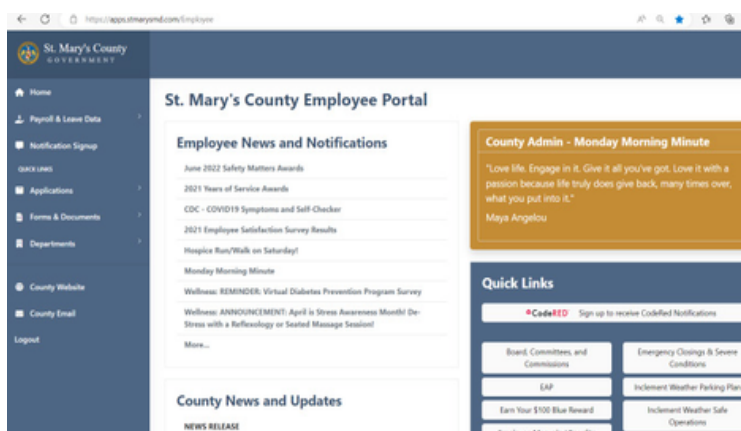 https://apps.stmarysmd.com/Employee
St. Mary's County
GOVERNMENT
Home
Payroll & Leave Data
Notification Signup
QUICK LINKS
Applications
Forms & Documents
Departments
County Website
County Email
Logout
St. Mary's County Employee Portal
Employee News and Notifications
June 2022 Safety Matters Awards
2021 Years of Service Awards
CDC - COVID19 Symptoms and Self-Checker
2021 Employee Satisfaction Survey Results
Hospice Run/Walk on Saturday!
Monday Morning Minute
Wellness: REMINDER: Virtual Diabetes Prevention Program Survey
Wellness: ANNOUNCEMENT: April is Stress Awareness Month! De-
Stress with a Reflexology or Seated Massage Session!
More...
County News and Updates
NEWS RELEASE
County Admin - Monday Morning Minute
"Love life. Engage in it. Give it all you've got. Love it with a
passion because life truly does give back, many times over,
what you put into it."
Maya Angelou
Quick Links
CodeRED Sign up to receive CodeRed Notifications
Board, Committees, and
Commissions
Emergency Closings & Severe
Conditions
EAP
Inclement Weather Parking Plan
Earn Your $100 Blue Reward
Inclement Weather Safe
Operations